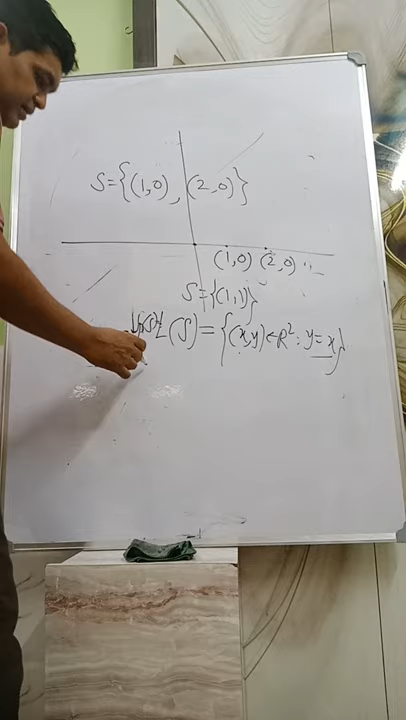 S={(1,0),(2,0)}
(1,0) (2,0)
S={(1,1)}
L(S)={(x,y)∈R²:y=x}